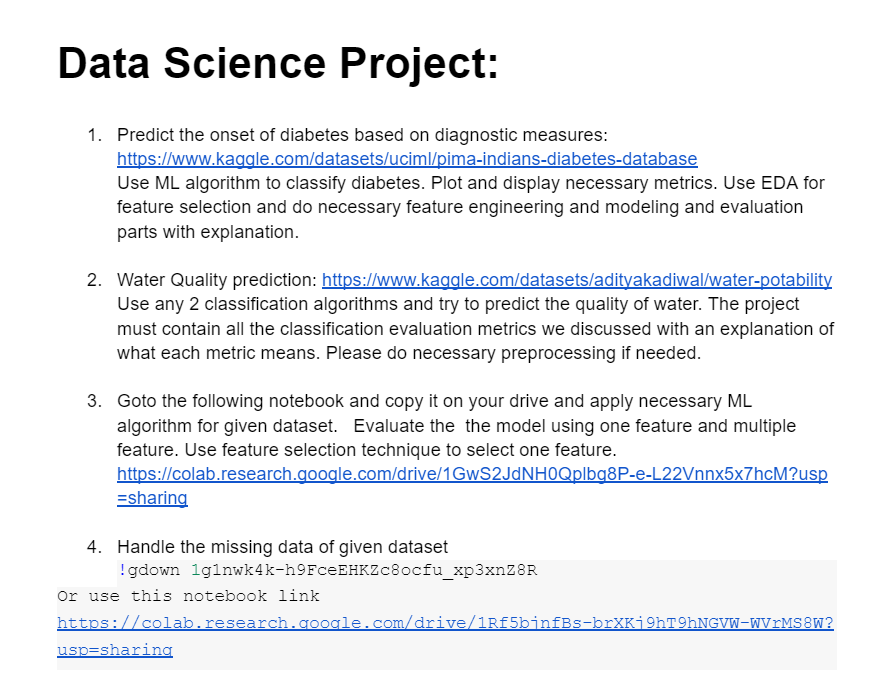 Data Science Project:
1. Predict the onset of diabetes based on diagnostic measures:
https://www.kaggle.com/datasets/uciml/pima-indians-diabetes-database
Use ML algorithm to classify diabetes. Plot and display necessary metrics. Use EDA for
feature selection and do necessary feature engineering and modeling and evaluation
parts with explanation.
2. Water Quality prediction: https://www.kaggle.com/datasets/adityakadiwal/water-potability
Use any 2 classification algorithms and try to predict the quality of water. The project
must contain all the classification evaluation metrics we discussed with an explanation of
what each metric means. Please do necessary preprocessing if needed.
3. Goto the following notebook and copy it on your drive and apply necessary ML
algorithm for given dataset.   Evaluate the  the model using one feature and multiple
feature. Use feature selection technique to select one feature.
https://colab.research.google.com/drive/1GwS2JdNH0Qplbg8P-e-L22Vnnx5x7hcM?usp
=sharing
4. Handle the missing data of given dataset
!gdown 1g1nwk4k-h9FceEHKZc8ocfu_xp3xnZ8R
Or use this notebook link
https://colab.research.google.com/drive/1Rf5bjnfBs-brXKj9hT9hNGVW-WVrMS8W?
usp=sharing